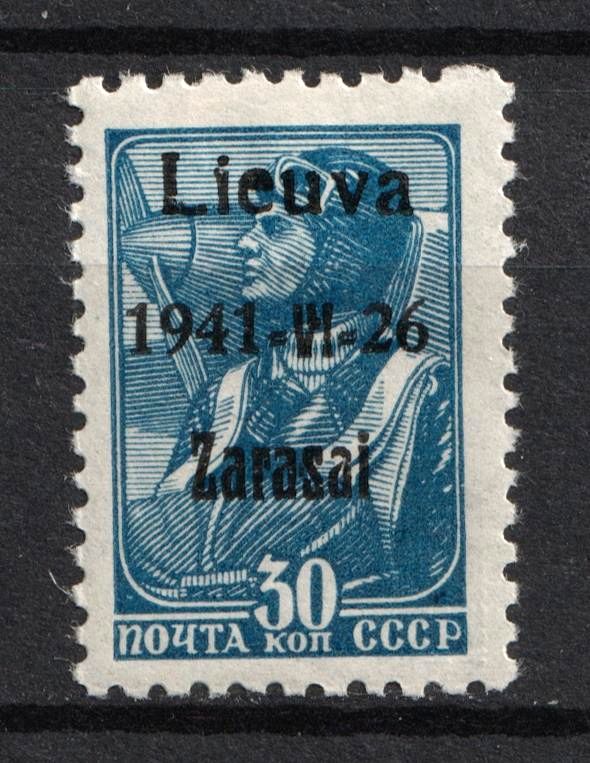 Lieuva
1941-VI-26
Zarasai
30
ПОЧТА КОП СССР